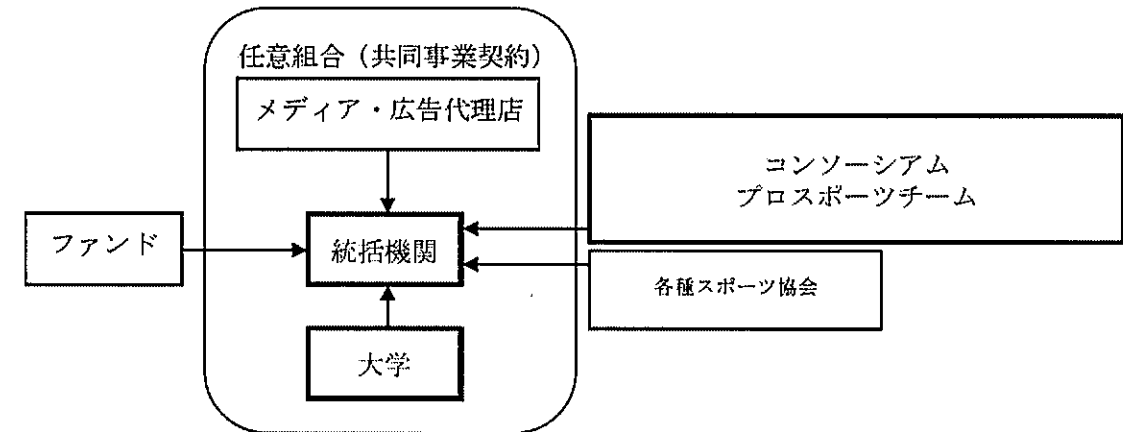 任意組合（共同事業契約）
メディア・広告代理店
コンソーシアム
プロスポーツチーム
ファンド
統括機関
各種スポーツ協会
大学